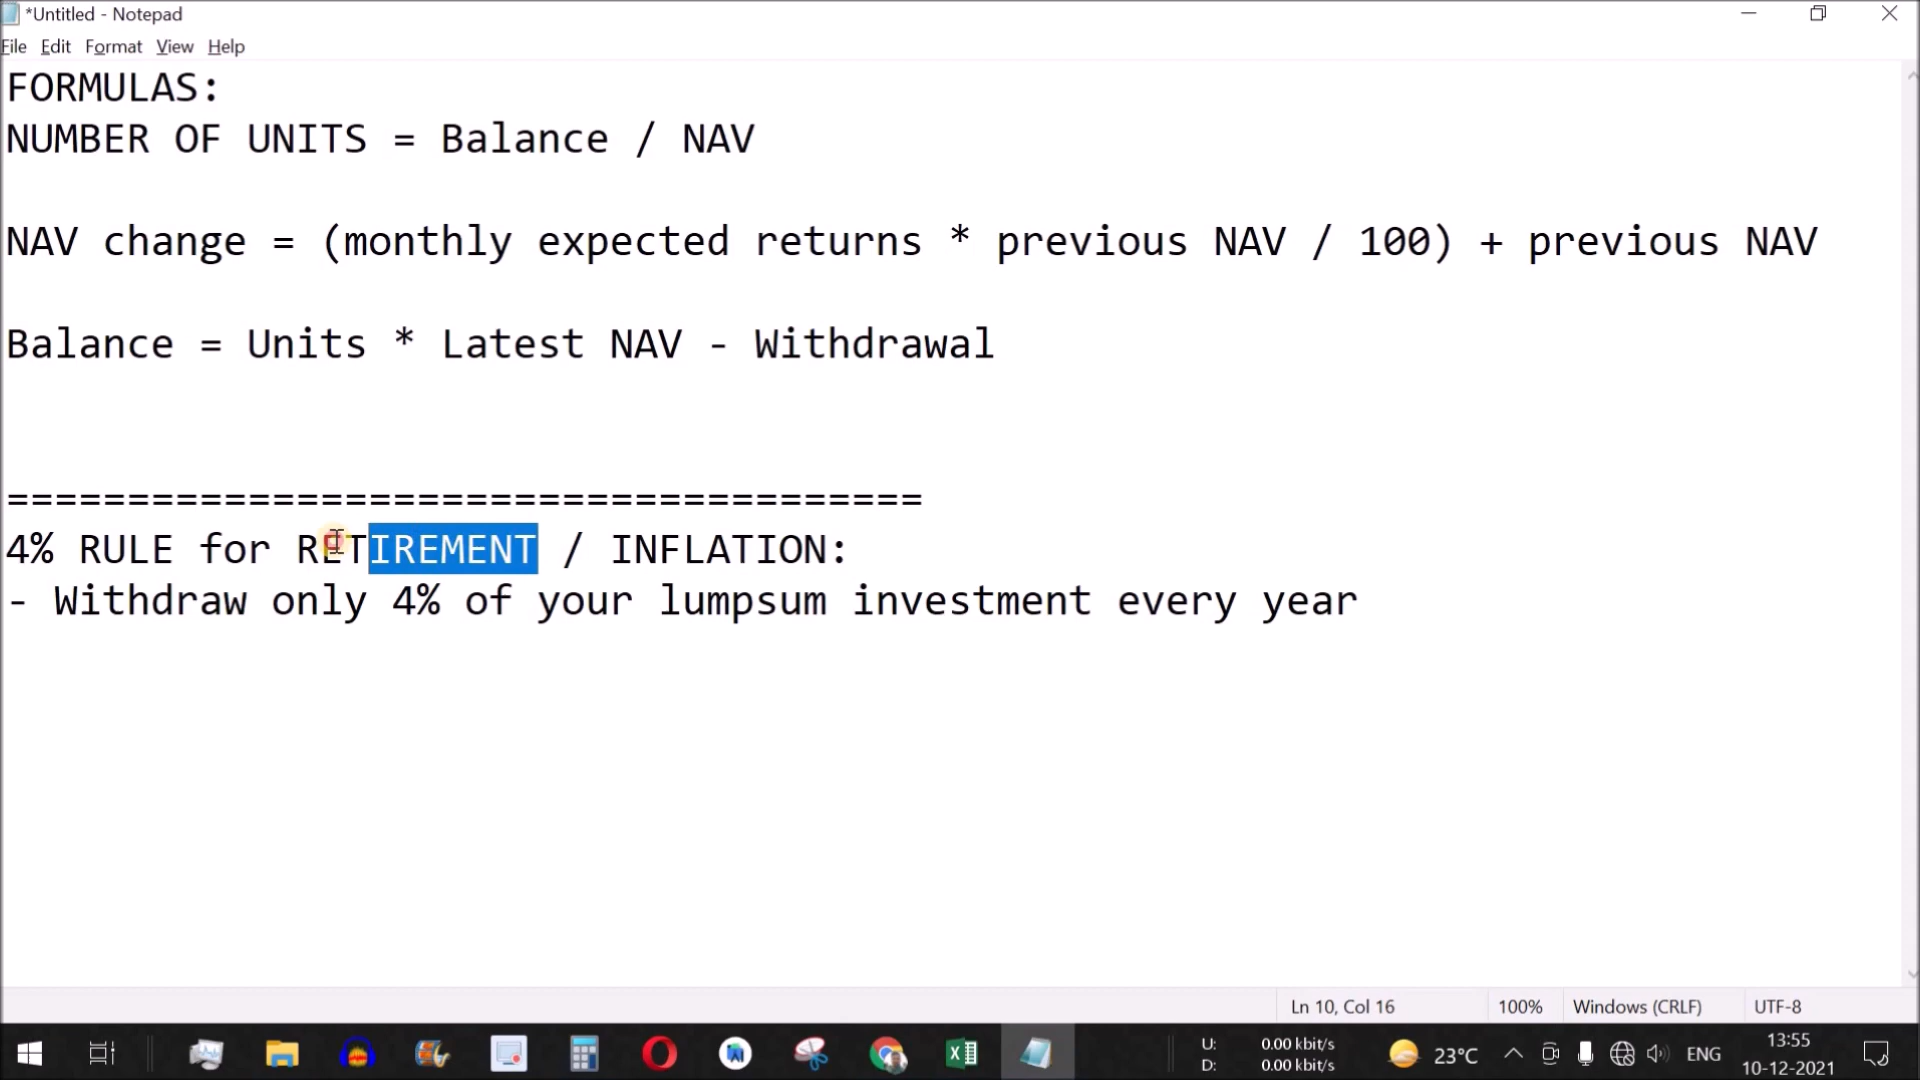 *Untitled - Notepad
File Edit Format View Help
FORMULAS:
NUMBER OF UNITS = Balance / NAV
NAV change = (monthly expected returns * previous NAV / 100) + previous NAV
Balance = Units * Latest NAV - Withdrawal
======================================
4% RULE for RETIREMENT / INFLATION:
- Withdraw only 4% of your lumpsum investment every year
Ln 10, Col 16 100% Windows (CRLF) UTF-8
U: 0.00 kbit/s
D: 0.00 kbit/s
23°C
ENG
13:55
10-12-2021